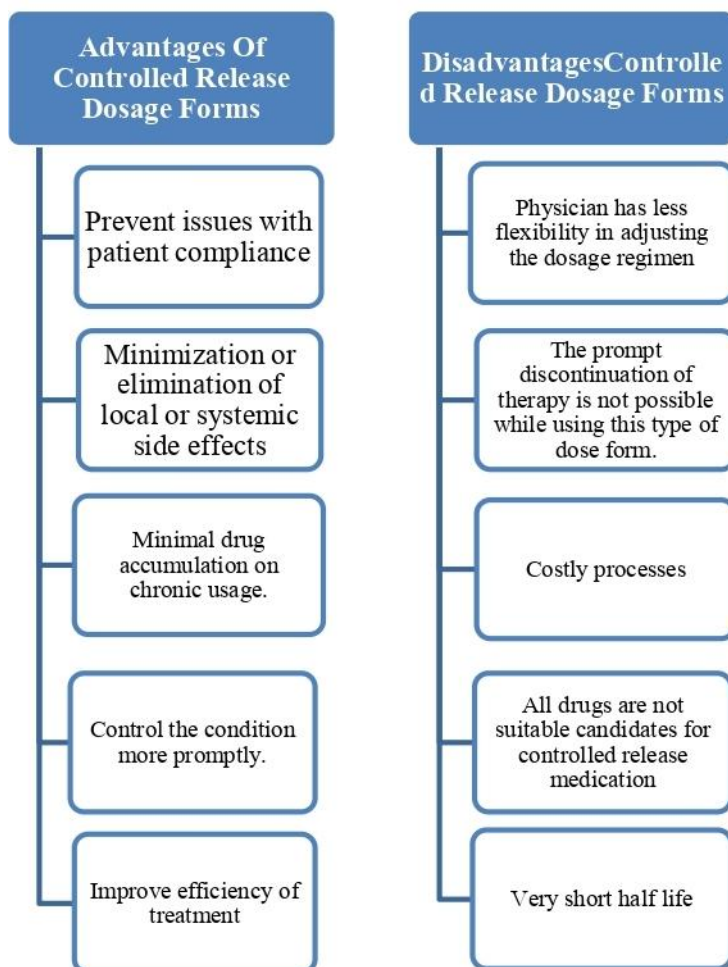 Advantages Of
Controlled Release
Dosage Forms
Prevent issues with
patient compliance
Minimization or
elimination of
local or systemic
side effects
Minimal drug
accumulation on
chronic usage.
Control the condition
more promptly.
Improve efficiency of
treatment
DisadvantagesControlle
d Release Dosage Forms
Physician has less
flexibility in adjusting
the dosage regimen
The prompt
discontinuation of
therapy is not possible
while using this type of
dose form.
Costly processes
All drugs are not
suitable candidates for
controlled release
medication
Very short half life